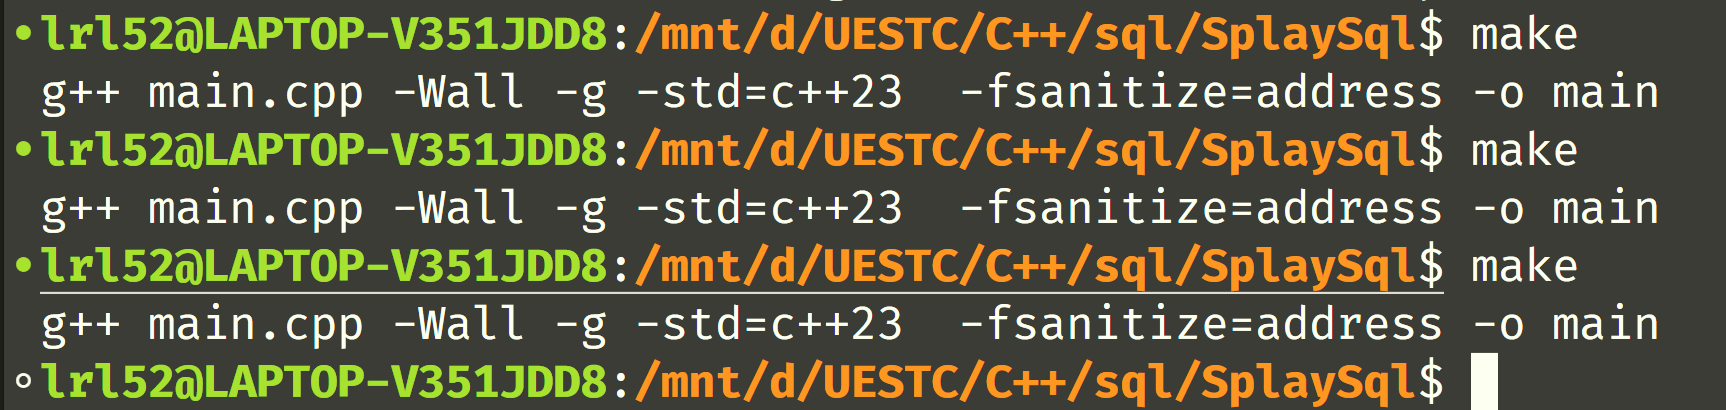 lrl52@LAPTOP-V351JDD8:/mnt/d/UESTC/C++/sql/SplaySql$ make
g++ main.cpp -Wall -g -std=c++23  -fsanitize=address -o main
lrl52@LAPTOP-V351JDD8:/mnt/d/UESTC/C++/sql/SplaySql$ make
g++ main.cpp -Wall -g -std=c++23  -fsanitize=address -o main
lrl52@LAPTOP-V351JDD8:/mnt/d/UESTC/C++/sql/SplaySql$ make
g++ main.cpp -Wall -g -std=c++23  -fsanitize=address -o main
lrl52@LAPTOP-V351JDD8:/mnt/d/UESTC/C++/sql/SplaySql$